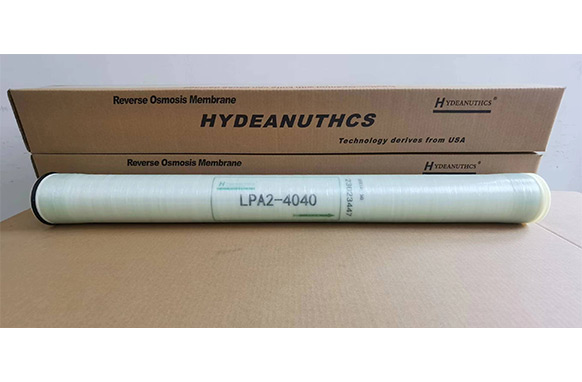 Reverse Osmosis Membrane
HYDEANUTHCS
HYDEANUTHCS®
Technology derives from USA
Reverse Osmosis Membrane
HYDEANUTHCS®
LPA2-4040